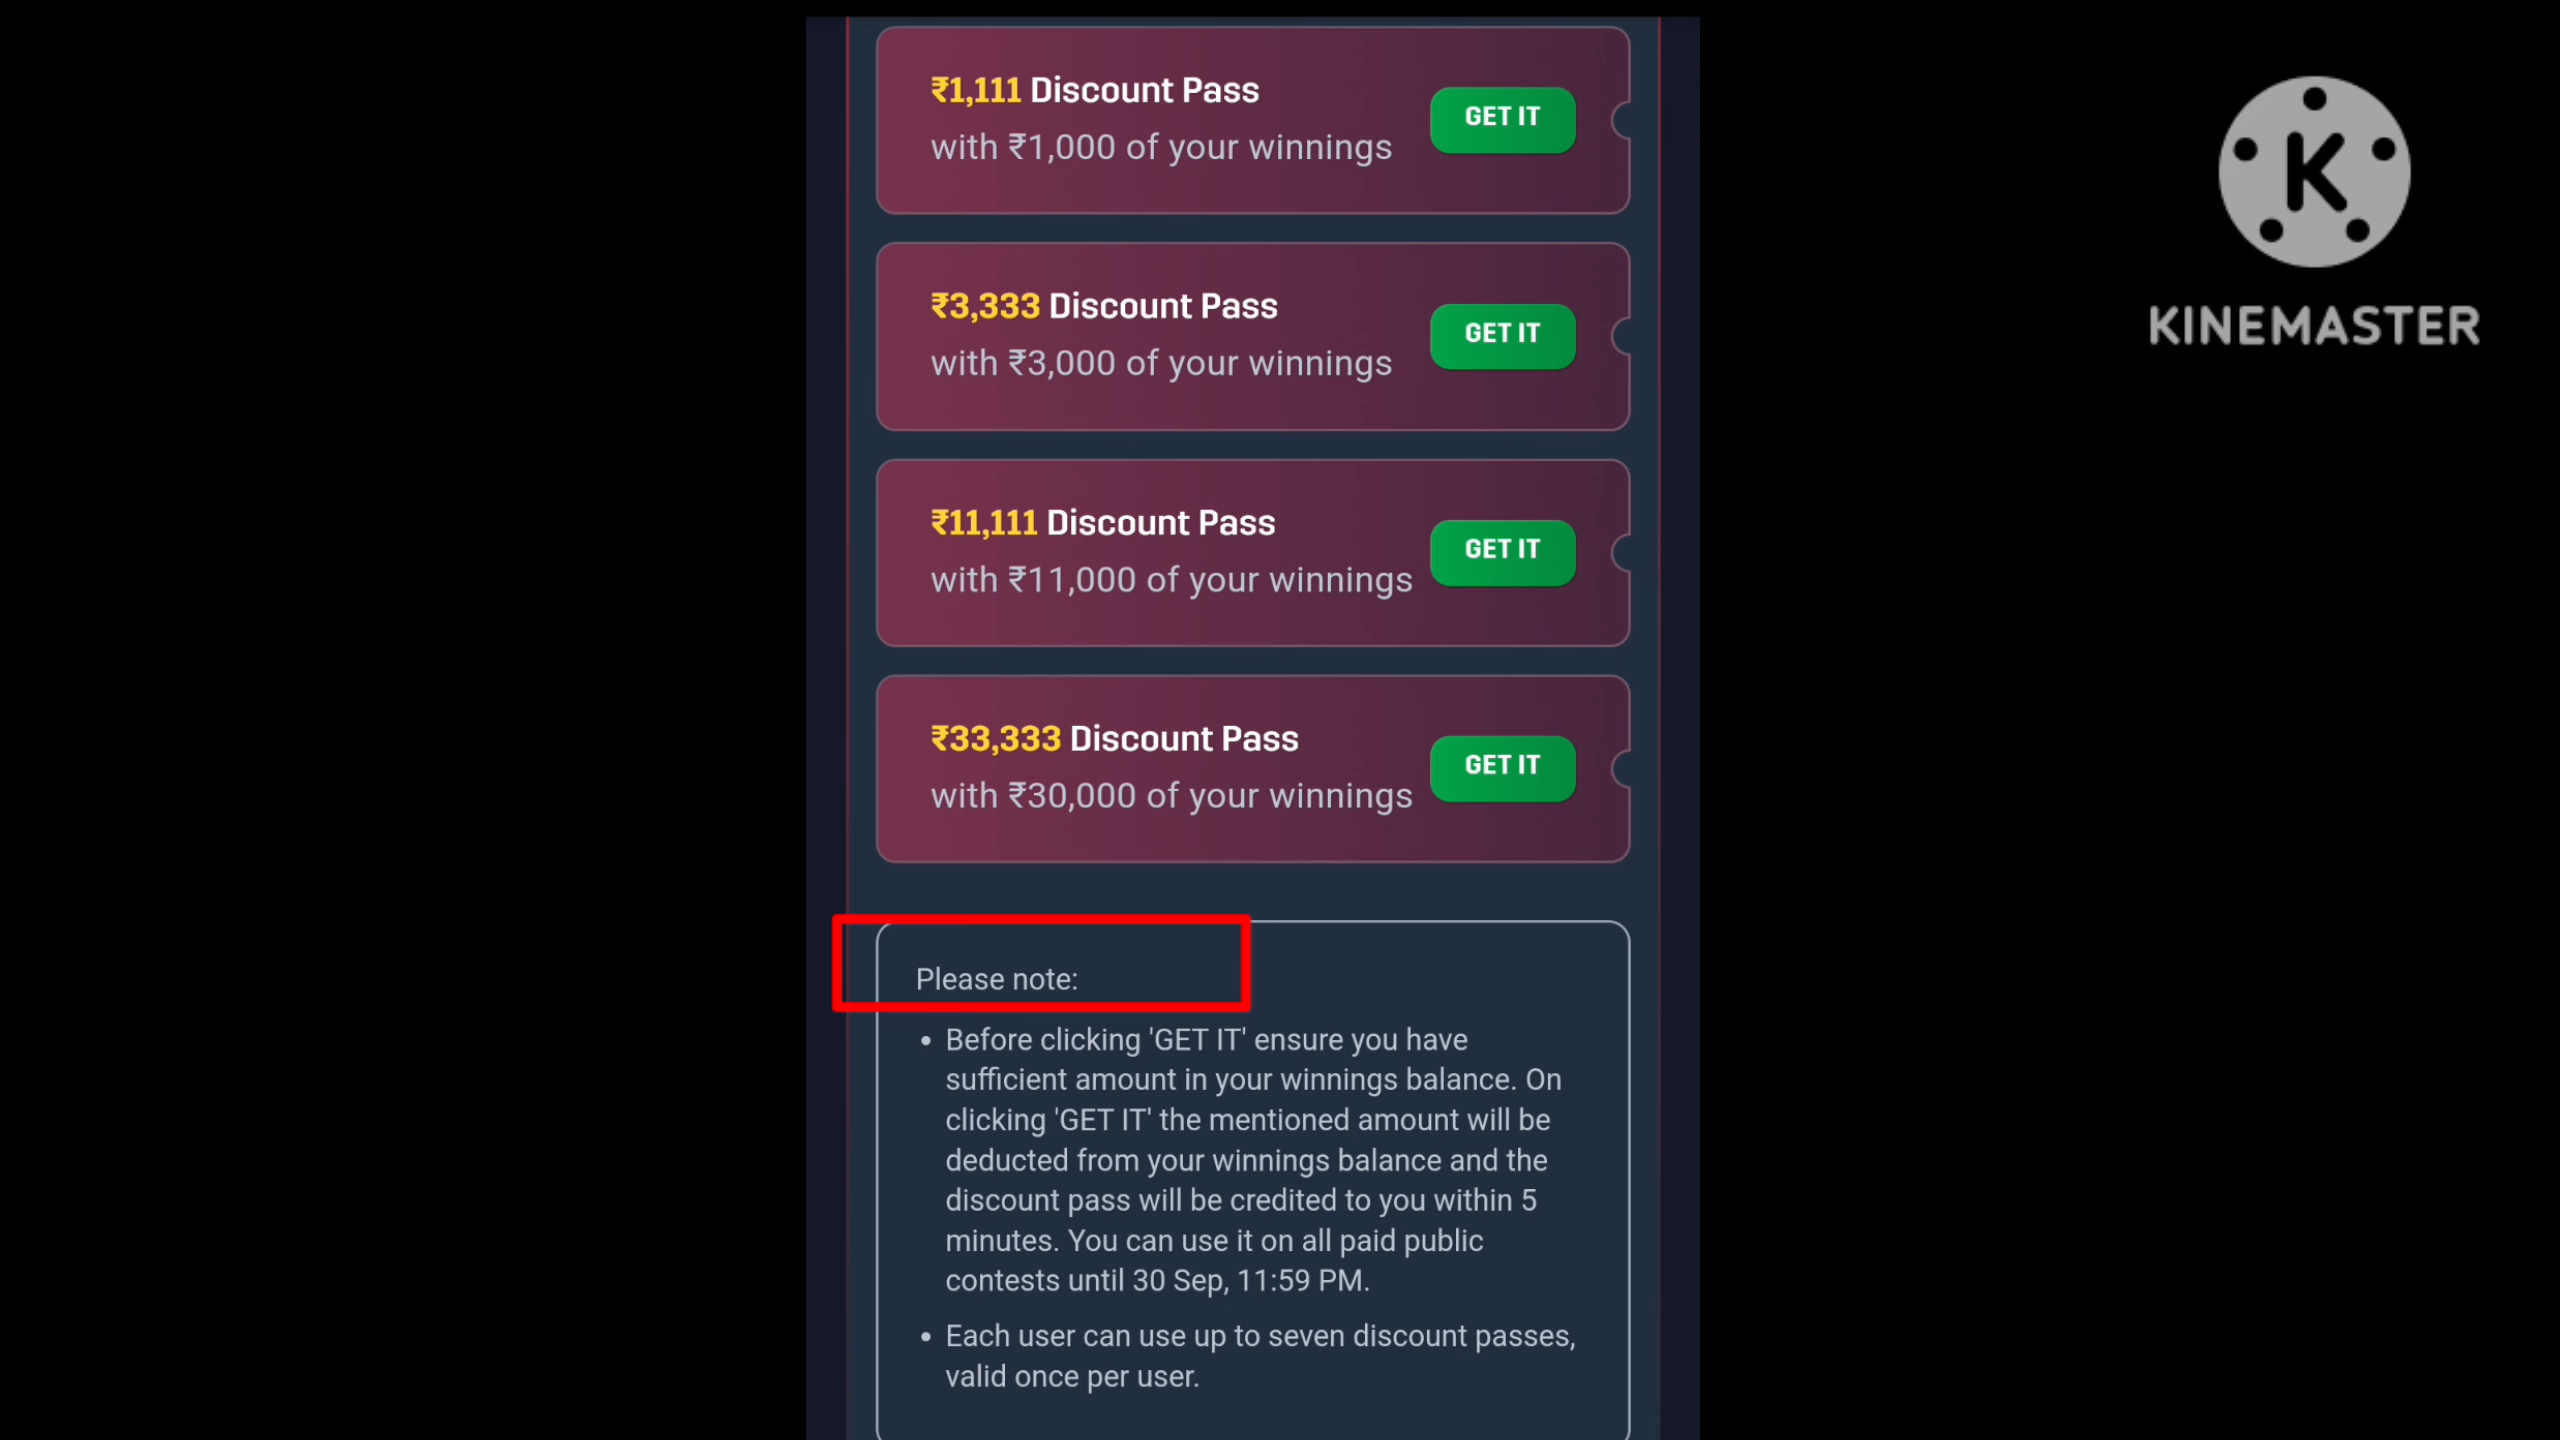 ₹1,111 Discount Pass
with ₹1,000 of your winnings
GET IT
₹3,333 Discount Pass
with ₹3,000 of your winnings
GET IT
₹11,111 Discount Pass
with ₹11,000 of your winnings
GET IT
₹33,333 Discount Pass
with ₹30,000 of your winnings
GET IT
Please note:
• Before clicking 'GET IT' ensure you have
sufficient amount in your winnings balance. On
clicking 'GET IT' the mentioned amount will be
deducted from your winnings balance and the
discount pass will be credited to you within 5
minutes. You can use it on all paid public
contests until 30 Sep, 11:59 PM.
• Each user can use up to seven discount passes,
valid once per user.
K
KINEMASTER